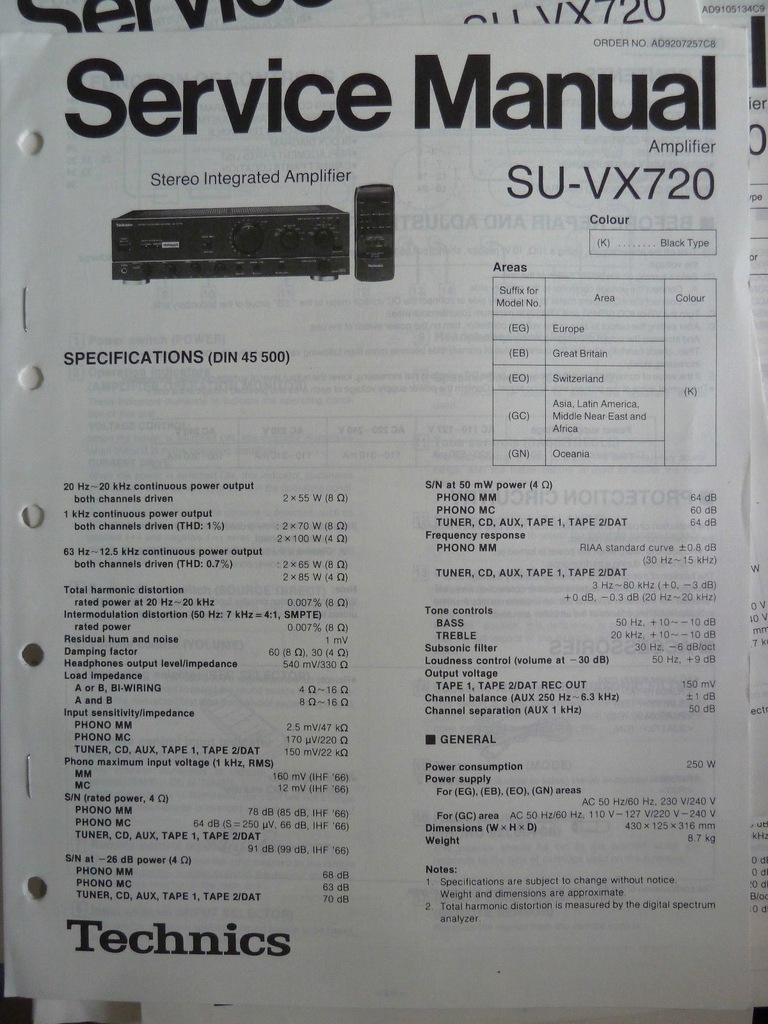 Service
SU-VX720
AD9105134C9
ORDER NO. AD9207257C8
Service Manual
Amplifier
Stereo Integrated Amplifier
SU-VX720
Technics
Technics
Colour
(K) ........ Black Type
Areas
Suffix for Model No. Area Colour
(EG) Europe
(EB) Great Britain
(EO) Switzerland
(K)
(GC) Asia, Latin America,
Middle Near East and
Africa
(GN) Oceania
SPECIFICATIONS (DIN 45 500)
20 Hz~20 kHz continuous power output
both channels driven 2×55 W (8 Ω)
1 kHz continuous power output
both channels driven (THD: 1%) : 2×70 W (8 Ω)
2×100 W (4 Ω)
63 Hz~12.5 kHz continuous power output
both channels driven (THD: 0.7%) : 2×65 W (8 Ω)
2×85 W (4 Ω)
Total harmonic distortion
rated power at 20 Hz~20 kHz 0.007% (8 Ω)
Intermodulation distortion (50 Hz: 7 kHz=4:1, SMPTE)
rated power 0.007% (8 Ω)
Residual hum and noise 1 mV
Damping factor 60 (8 Ω), 30 (4 Ω)
Headphones output level/impedance 540 mV/330 Ω
Load impedance
A or B, BI-WIRING 4 Ω~16 Ω
A and B 8 Ω~16 Ω
Input sensitivity/impedance
PHONO MM 2.5 mV/47 kΩ
PHONO MC 170 µV/220 Ω
TUNER, CD, AUX, TAPE 1, TAPE 2/DAT 150 mV/22 kΩ
Phono maximum input voltage (1 kHz, RMS)
MM 160 mV (IHF '66)
MC 12 mV (IHF '66)
S/N (rated power, 4 Ω)
PHONO MM 78 dB (85 dB, IHF '66)
PHONO MC 64 dB (S=250 µV, 66 dB, IHF '66)
TUNER, CD, AUX, TAPE 1, TAPE 2/DAT
91 dB (99 dB, IHF '66)
S/N at −26 dB power (4 Ω)
PHONO MM 68 dB
PHONO MC 63 dB
TUNER, CD, AUX, TAPE 1, TAPE 2/DAT 70 dB
S/N at 50 mW power (4 Ω)
PHONO MM 64 dB
PHONO MC 60 dB
TUNER, CD, AUX, TAPE 1, TAPE 2/DAT 64 dB
Frequency response
PHONO MM RIAA standard curve ±0.8 dB
(30 Hz~15 kHz)
TUNER, CD, AUX, TAPE 1, TAPE 2/DAT
3 Hz~80 kHz (+0, −3 dB)
+0 dB, −0.3 dB (20 Hz~20 kHz)
Tone controls
BASS 50 Hz, +10~−10 dB
TREBLE 20 kHz, +10~−10 dB
Subsonic filter 30 Hz, −6 dB/oct
Loudness control (volume at −30 dB) 50 Hz, +9 dB
Output voltage
TAPE 1, TAPE 2/DAT REC OUT 150 mV
Channel balance (AUX 250 Hz~6.3 kHz) ±1 dB
Channel separation (AUX 1 kHz) 50 dB
■ GENERAL
Power consumption 250 W
Power supply
For (EG), (EB), (EO), (GN) areas
AC 50 Hz/60 Hz, 230 V/240 V
For (GC) area AC 50 Hz/60 Hz, 110 V−127 V/220 V−240 V
Dimensions (W×H×D) 430×125×316 mm
Weight 8.7 kg
Notes:
1. Specifications are subject to change without notice.
Weight and dimensions are approximate.
2. Total harmonic distortion is measured by the digital spectrum
analyzer.
Technics